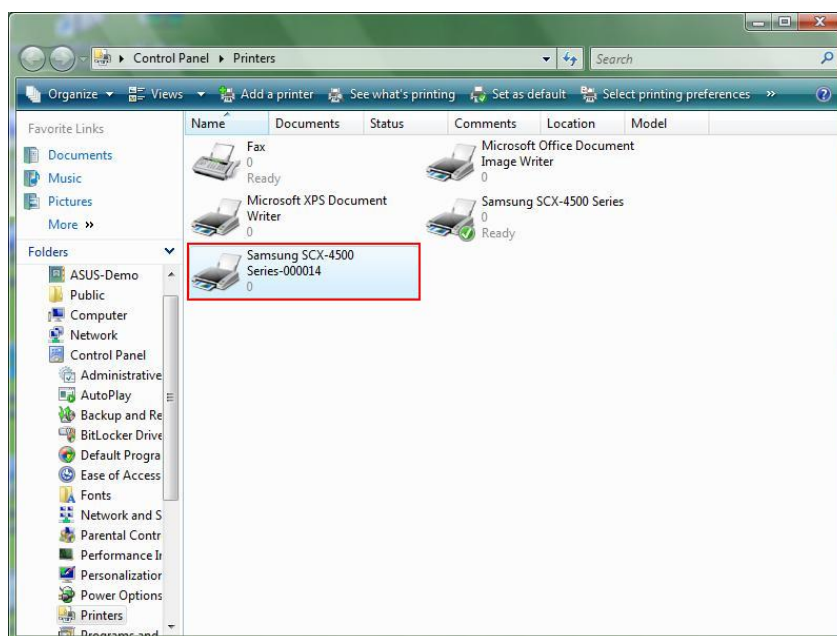 Control Panel
Printers
Search
Organize
Views
Add a printer
See what's printing
Set as default
Select printing preferences
»
Favorite Links
Documents
Music
Pictures
More »
Folders
ASUS-Demo
Public
Computer
Network
Control Panel
Administrative
AutoPlay
Backup and Re
BitLocker Drive
Default Progra
Ease of Access
Fonts
Network and S
Parental Contr
Performance Ir
Personalization
Power Options
Printers
Programs and
Name
Documents
Status
Comments
Location
Model
Fax
0
Ready
Microsoft Office Document
Image Writer
0
Microsoft XPS Document
Writer
0
Samsung SCX-4500 Series
0
Ready
Samsung SCX-4500
Series-000014
0